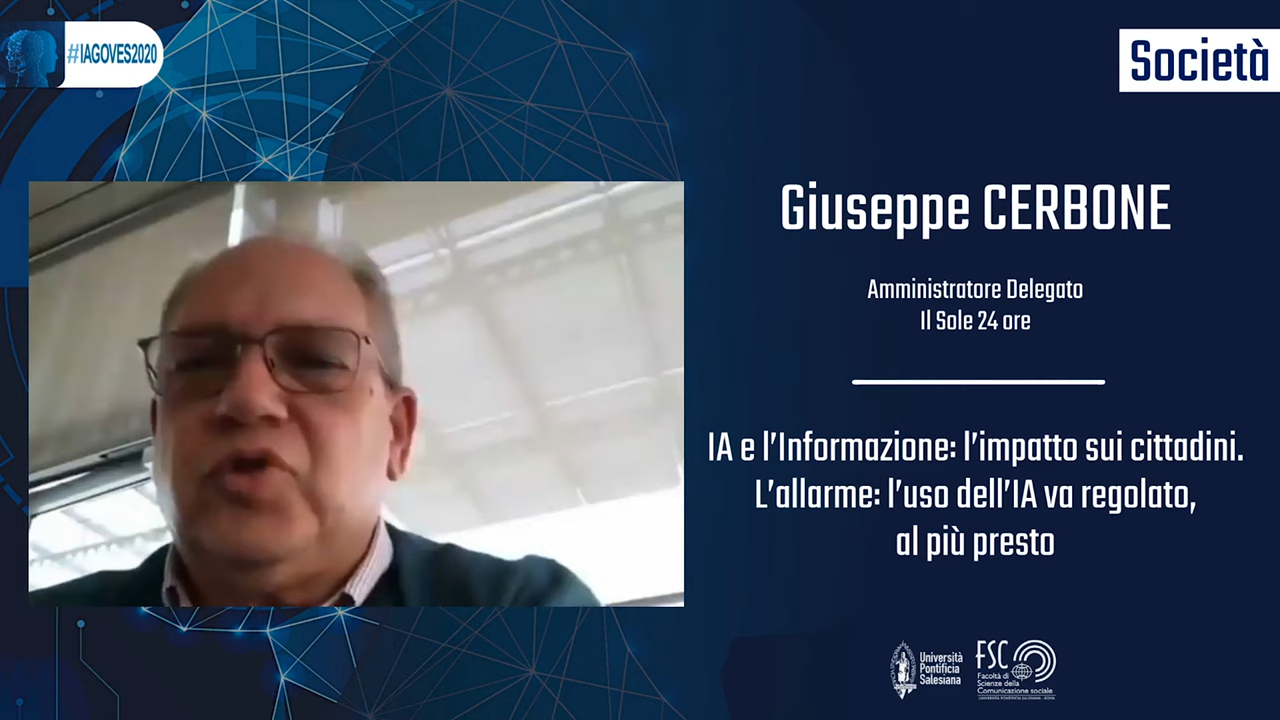 #IAGOVES2020
Società
Giuseppe CERBONE
Amministratore Delegato
Il Sole 24 ore
IA e l'Informazione: l'impatto sui cittadini.
L'allarme: l'uso dell'IA va regolato,
al più presto
Università
Pontificia
Salesiana
FSC
Facoltà di
Scienze della
Comunicazione sociale